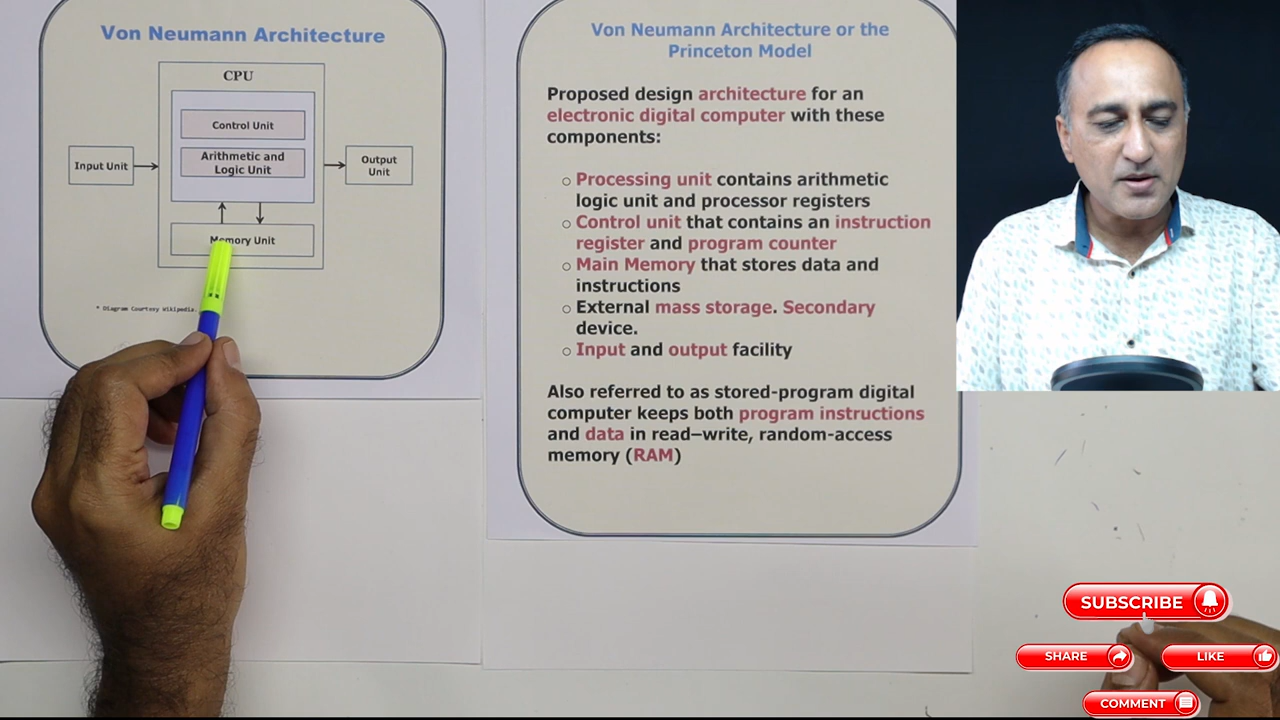 Von Neumann Architecture
CPU
Control Unit
Arithmetic and
Logic Unit
Input Unit
Output
Unit
Memory Unit
* Diagram Courtesy Wikipedia.
Von Neumann Architecture or the
Princeton Model
Proposed design architecture for an
electronic digital computer with these
components:
○ Processing unit contains arithmetic
logic unit and processor registers
○ Control unit that contains an instruction
register and program counter
○ Main Memory that stores data and
instructions
○ External mass storage. Secondary
device.
○ Input and output facility
Also referred to as stored-program digital
computer keeps both program instructions
and data in read–write, random-access
memory (RAM)
SUBSCRIBE
SHARE
LIKE
COMMENT